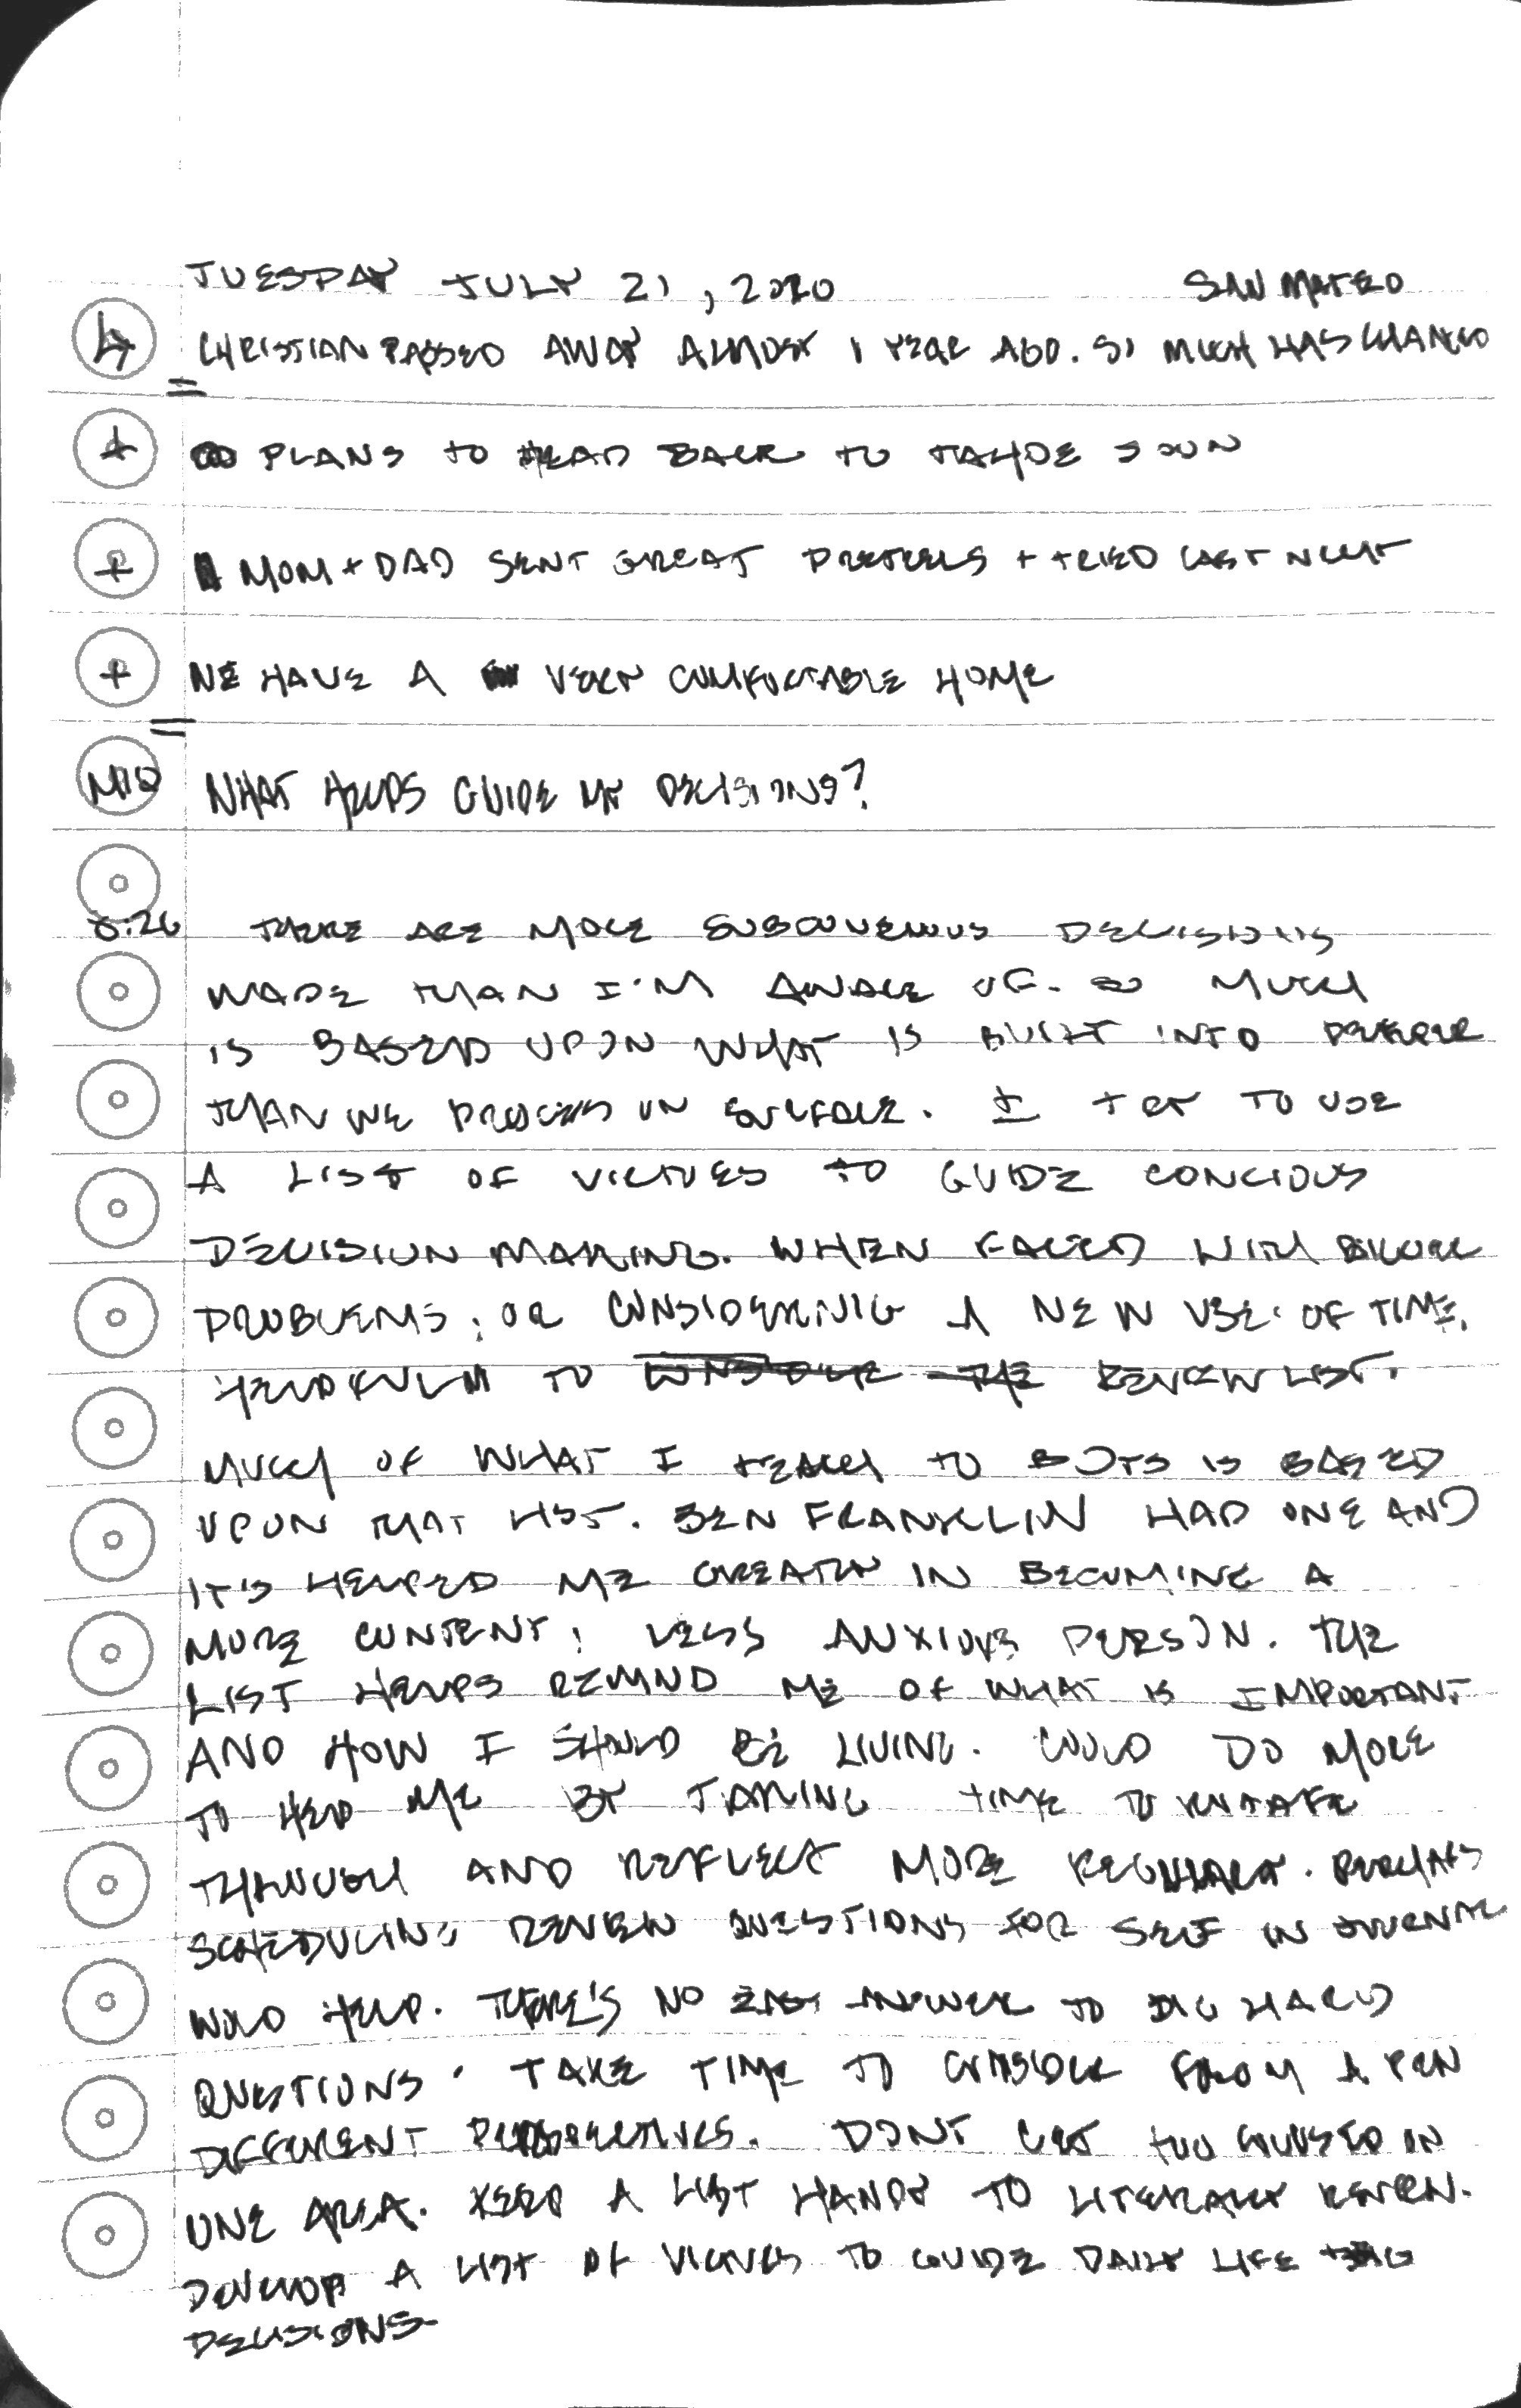 TUESDAY JULY 21, 2020 SAN MATEO
CHRISTIAN PASSED AWAY ALMOST 1 YEAR AGO. SO MUCH HAS CHANGED
+ PLANS TO HEAD BACK TO TAHOE SOON
+ MOM + DAD SENT GREAT PRETZELS + TRIED LAST NIGHT
+ WE HAVE A VERY COMFORTABLE HOME
WHAT HELPS GUIDE MY DECISIONS?
8:26 THERE ARE MORE SUBCONSCIOUS DECISIONS
MADE THAN I'M AWARE OF. SO MUCH
IS BASED UPON WHAT IS BUILT INTO DEEPER
THAN WE PROCESS ON SURFACE. I TRY TO USE
A LIST OF VIRTUES TO GUIDE CONCIOUS
DECISION MAKING. WHEN FACED WITH
PROBLEMS, OR CONSIDERING A NEW USE OF TIME,
HELPFUL TO REVIEW LIST.
MUCH OF WHAT I TEACH TO BOYS IS BASED
UPON THAT LIST. BEN FRANKLIN HAD ONE AND
IT'S HELPED ME GREATLY IN BECOMING A
MORE CONTENT, LESS ANXIOUS PERSON. THE
LIST HELPS REMIND ME OF WHAT IS IMPORTANT
AND HOW I SHOULD BE LIVING. COULD DO MORE
TO HELP ME BY TAKING TIME TO ROTATE
THROUGH AND REFLECT MORE REGULARLY. PERHAPS
SCHEDULING REVIEW QUESTIONS FOR SELF IN JOURNAL
WOULD HELP. THERE'S NO EASY ANSWER TO BIG HARD
QUESTIONS. TAKE TIME TO CONSIDER FROM A FEW
DIFFERENT PERSPECTIVES. DONT GET TOO IN
ONE AREA. KEEP A LIST HANDY TO LITERALLY REVIEW.
DEVELOP A LIST OF VIRTUES TO GUIDE DAILY LIFE + BIG
DECISIONS